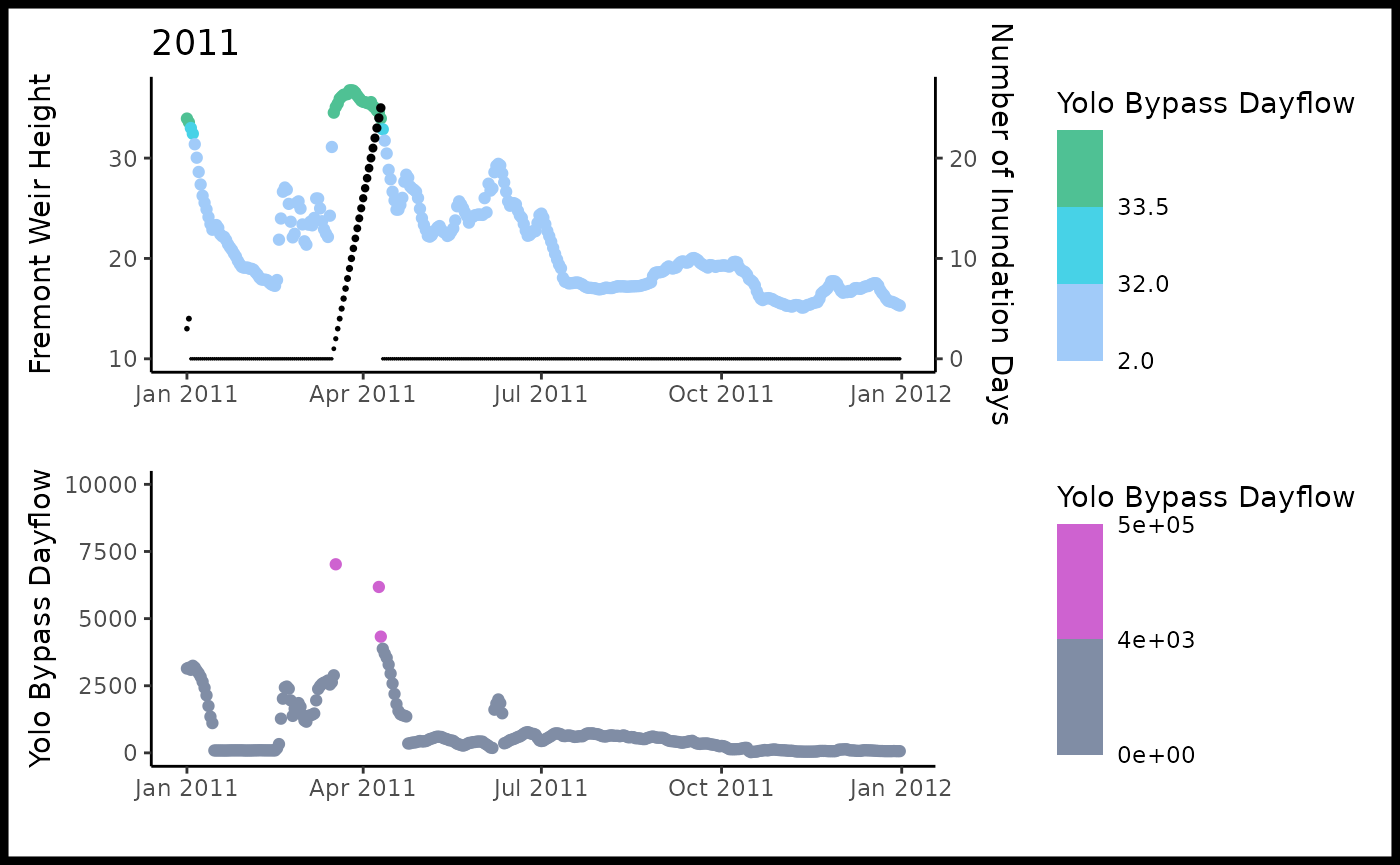 2011
Fremont Weir Height
30
20
10
20
10
0
Number of Inundation Days
Jan 2011
Apr 2011
Jul 2011
Oct 2011
Jan 2012
Yolo Bypass Dayflow
33.5
32.0
2.0
Yolo Bypass Dayflow
10000
7500
5000
2500
0
Jan 2011
Apr 2011
Jul 2011
Oct 2011
Jan 2012
Yolo Bypass Dayflow
5e+05
4e+03
0e+00